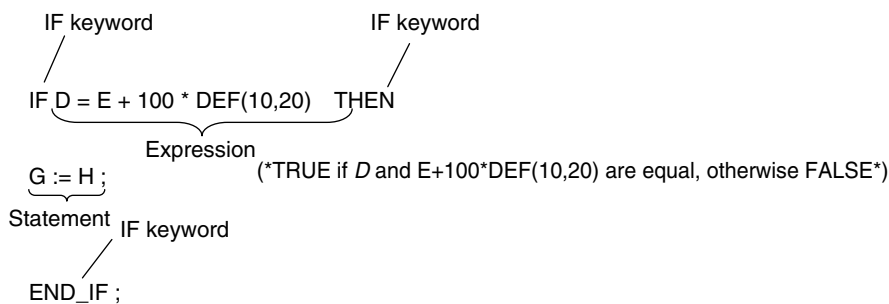 IF keyword IF keyword
IF D = E + 100 * DEF(10,20) THEN
Expression
(*TRUE if D and E+100*DEF(10,20) are equal, otherwise FALSE*)
G := H ;
Statement
IF keyword
END_IF ;